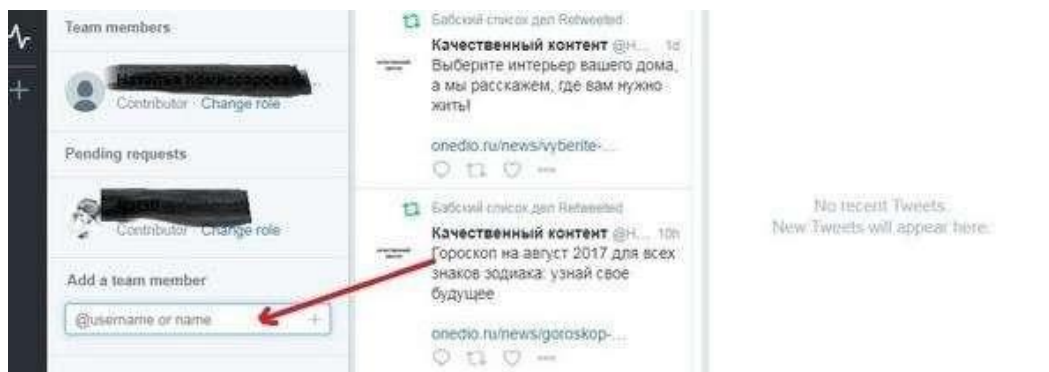 Team members
Contributor · Change role
Pending requests
Contributor · Change role
Add a team member
@username or name
Бабский список дел Retweeted
Качественный контент @H... 1d
Выберите интерьер вашего дома,
а мы расскажем, где вам нужно
жить!
onedio.ru/news/vyberite-...
Бабский список дел Retweeted
Качественный контент @H... 10h
Гороскоп на август 2017 для всех
знаков зодиака: узнай свое
будущее
onedio.ru/news/goroskop-...
No recent Tweets.
New Tweets will appear here.